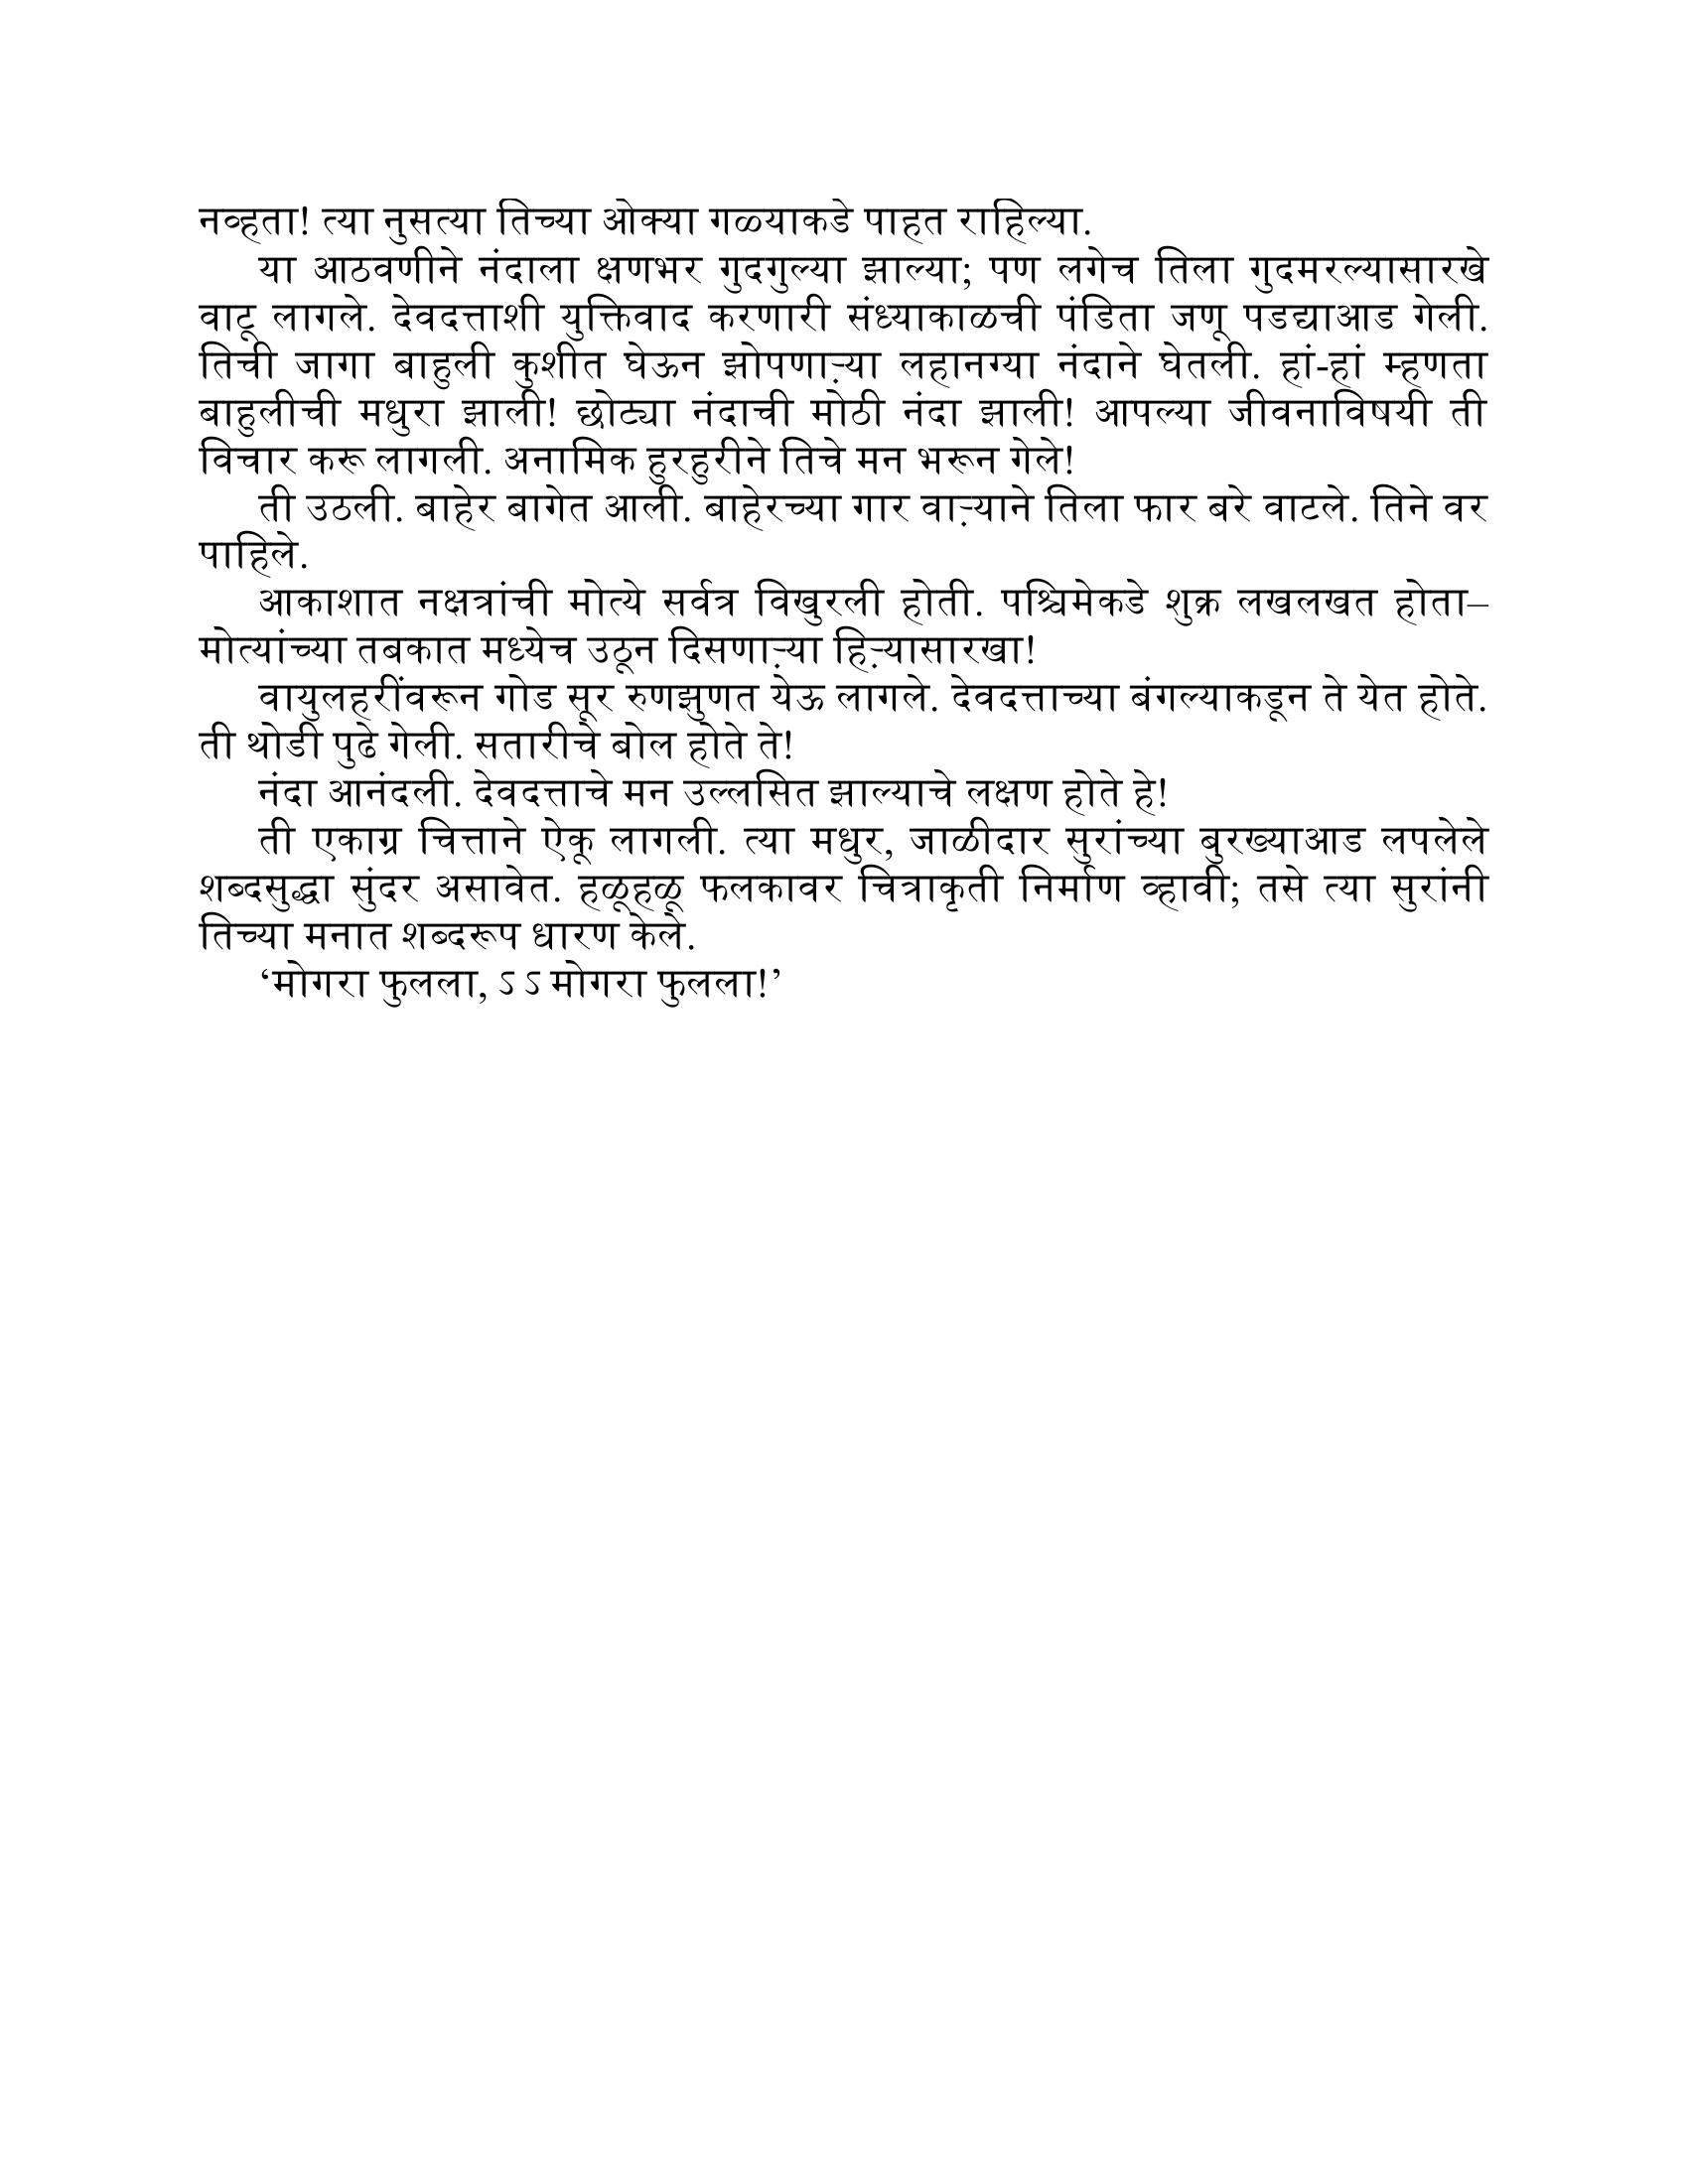 नव्हता! त्या नुसत्या तिच्या ओक्या गळ्याकडे पाहत राहिल्या.
या आठवणीने नंदाला क्षणभर गुदगुल्या झाल्या; पण लगेच तिला गुदमरल्यासारखे
वाटू लागले. देवदत्ताशी युक्तिवाद करणारी संध्याकाळची पंडिता जणू पडद्याआड गेली.
तिची जागा बाहुली कुशीत घेऊन झोपणाऱ्या लहानग्या नंदाने घेतली. हां-हां म्हणता
बाहुलीची मधुरा झाली! छोट्या नंदाची मोठी नंदा झाली! आपल्या जीवनाविषयी ती
विचार करू लागली. अनामिक हुरहुरीने तिचे मन भरून गेले!
ती उठली. बाहेर बागेत आली. बाहेरच्या गार वाऱ्याने तिला फार बरे वाटले. तिने वर
पाहिले.
आकाशात नक्षत्रांची मोत्ये सर्वत्र विखुरली होती. पश्चिमेकडे शुक्र लखलखत होता–
मोत्यांच्या तबकात मध्येच उठून दिसणाऱ्या हिऱ्यासारखा!
वायुलहरींवरून गोड सूर रुणझुणत येऊ लागले. देवदत्ताच्या बंगल्याकडून ते येत होते.
ती थोडी पुढे गेली. सतारीचे बोल होते ते!
नंदा आनंदली. देवदत्ताचे मन उल्लसित झाल्याचे लक्षण होते हे!
ती एकाग्र चित्ताने ऐकू लागली. त्या मधुर, जाळीदार सुरांच्या बुरख्याआड लपलेले
शब्दसुद्धा सुंदर असावेत. हळूहळू फलकावर चित्राकृती निर्माण व्हावी; तसे त्या सुरांनी
तिच्या मनात शब्दरूप धारण केले.
‘मोगरा फुलला, ऽ ऽ मोगरा फुलला!’